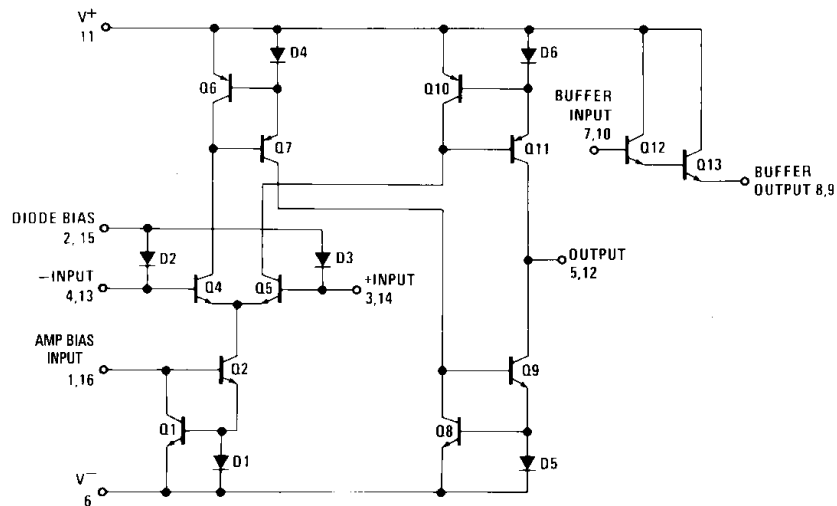 V+
11
D4
D6
Q6
Q10
BUFFER
INPUT
7,10
Q7
Q11
Q12
Q13
BUFFER
OUTPUT 8,9
DIODE BIAS
2, 15
D2
D3
OUTPUT
5,12
—INPUT
4,13
Q4
Q5
+INPUT
3,14
AMP BIAS
INPUT
1,16
Q2
Q9
Q1
Q8
D1
D5
V—
6